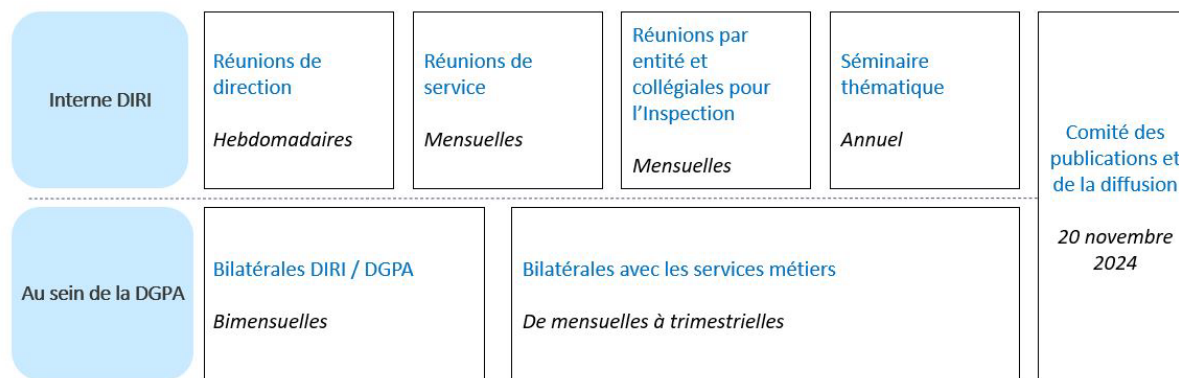 Interne DIRI
Réunions de
direction
Hebdomadaires
Réunions de
service
Mensuelles
Réunions par
entité et
collégiales pour
l'Inspection
Mensuelles
Séminaire
thématique
Annuel
Comité des
publications et
de la diffusion
20 novembre
2024
Au sein de la DGPA
Bilatérales DIRI / DGPA
Bimensuelles
Bilatérales avec les services métiers
De mensuelles à trimestrielles